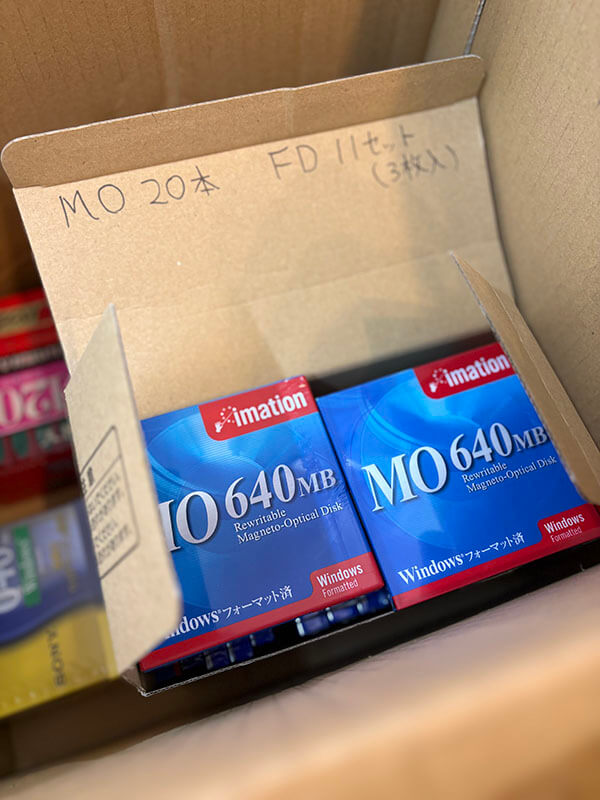 MO 20本 FD 11セット
(3枚入)
imation
MO 640MB
Rewritable
Magneto-Optical Disk
Windows
Formatted
Windows® フォーマット済
imation
MO 640MB
Rewritable
Magneto-Optical Disk
Windows
Formatted
Windows® フォーマット済
120
640
SONY